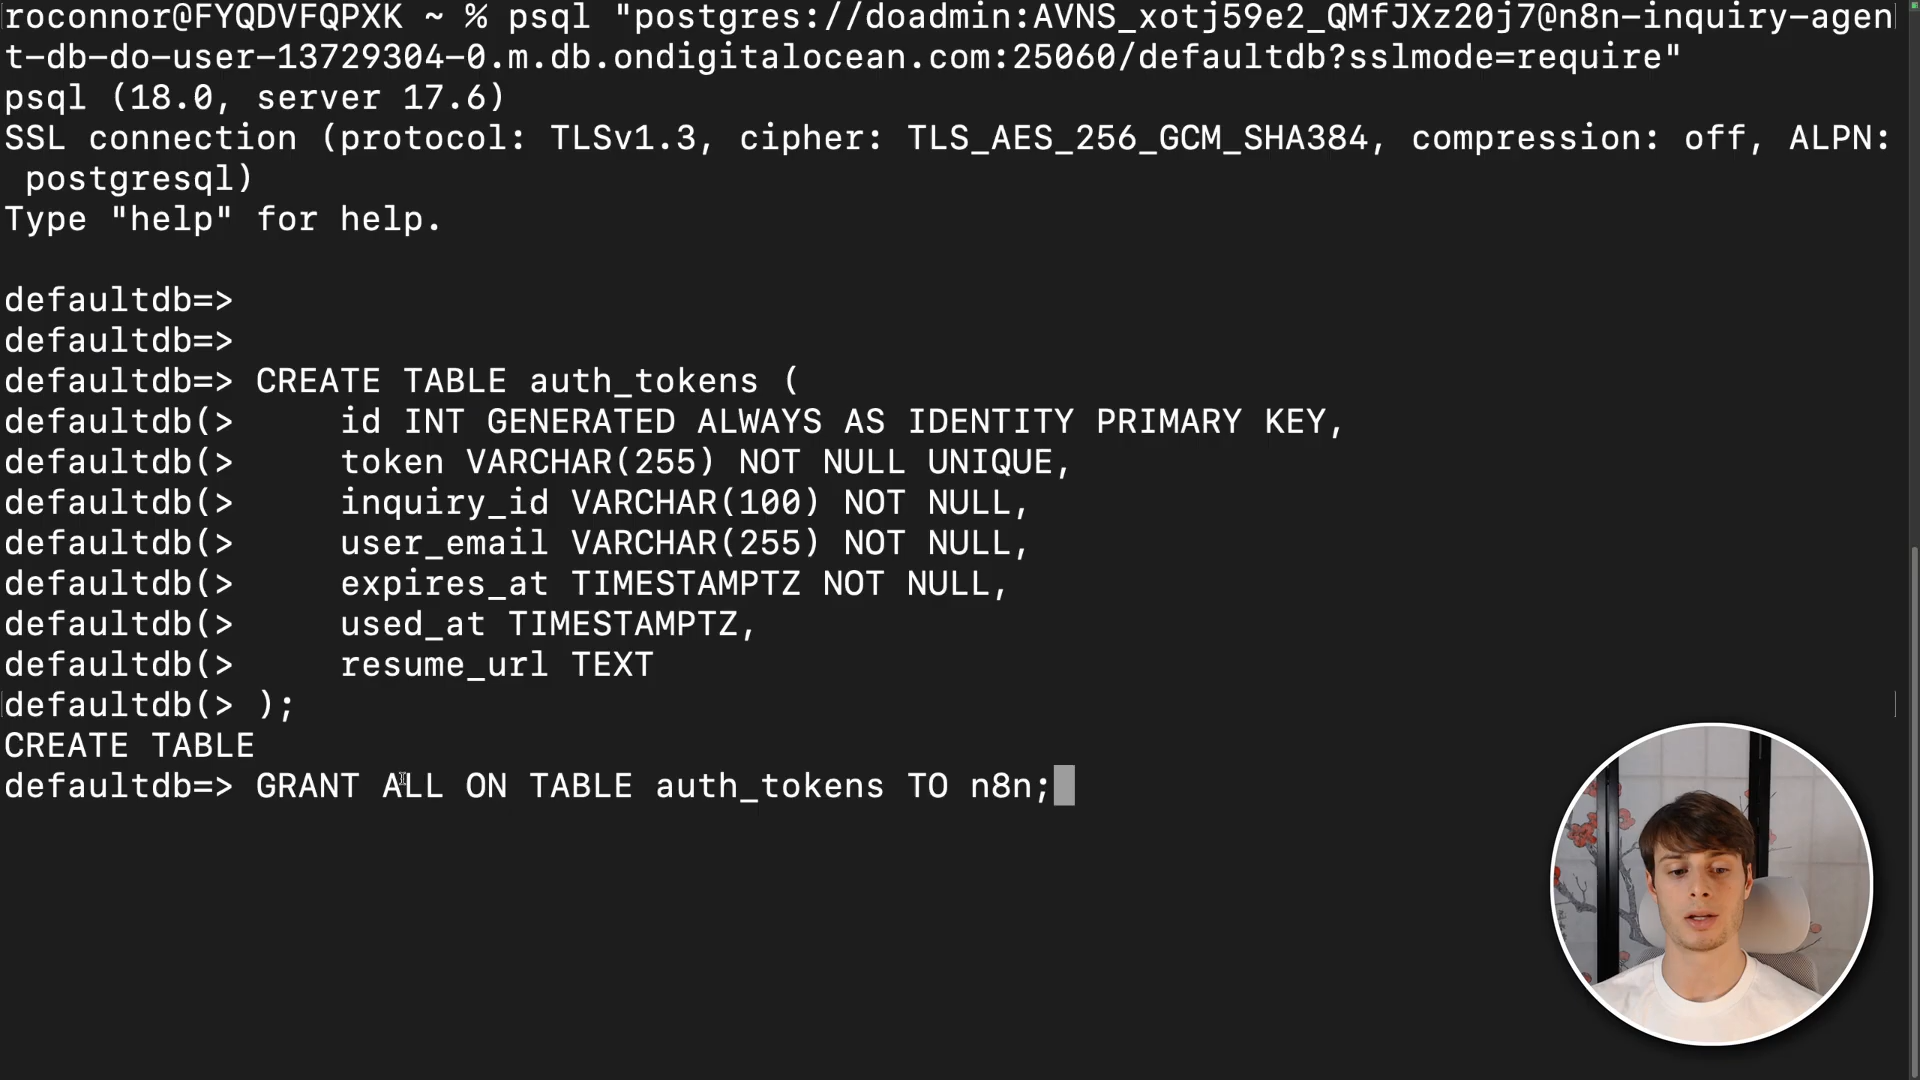 roconnor@FYQDVFQPXK ~ % psql "postgres://doadmin:AVNS_xotj59e2_QMfJXz20j7@n8n-inquiry-agen
t-db-do-user-13729304-0.m.db.ondigitalocean.com:25060/defaultdb?sslmode=require"
psql (18.0, server 17.6)
SSL connection (protocol: TLSv1.3, cipher: TLS_AES_256_GCM_SHA384, compression: off, ALPN:
 postgresql)
Type "help" for help.

defaultdb=>
defaultdb=>
defaultdb=> CREATE TABLE auth_tokens (
defaultdb(>     id INT GENERATED ALWAYS AS IDENTITY PRIMARY KEY,
defaultdb(>     token VARCHAR(255) NOT NULL UNIQUE,
defaultdb(>     inquiry_id VARCHAR(100) NOT NULL,
defaultdb(>     user_email VARCHAR(255) NOT NULL,
defaultdb(>     expires_at TIMESTAMPTZ NOT NULL,
defaultdb(>     used_at TIMESTAMPTZ,
defaultdb(>     resume_url TEXT
defaultdb(> );
CREATE TABLE
defaultdb=> GRANT ALL ON TABLE auth_tokens TO n8n;